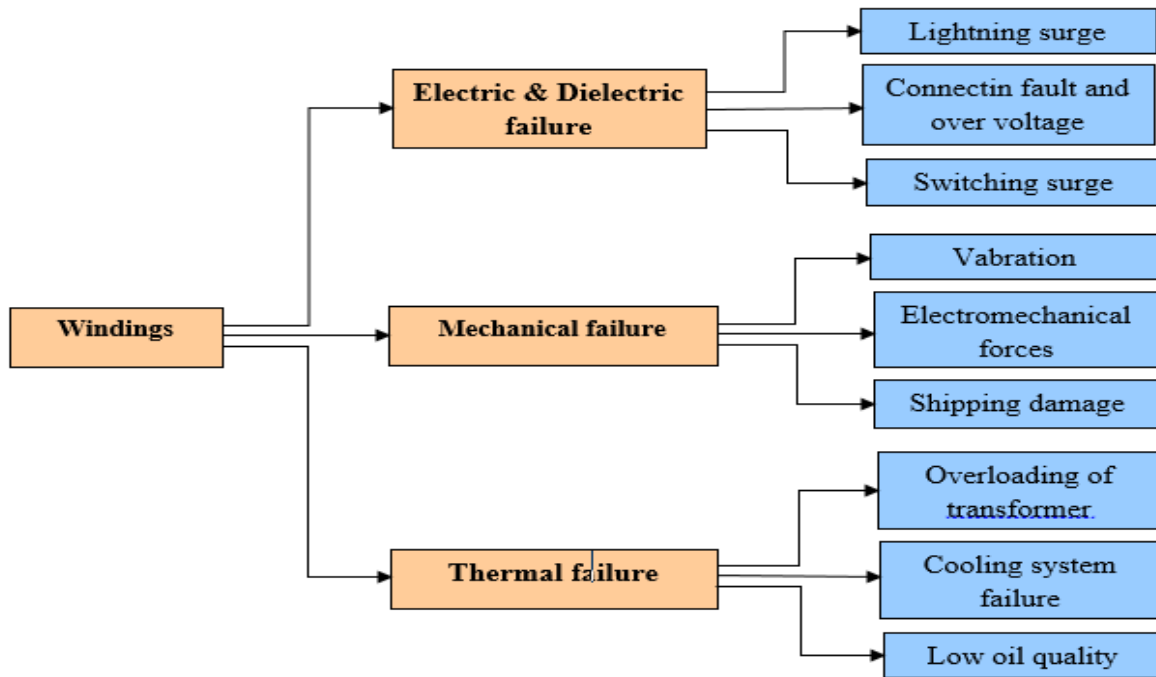 Lightning surge
Electric & Dielectric
failure
Connectin fault and
over voltage
Switching surge
Windings
Mechanical failure
Vabration
Electromechanical
forces
Shipping damage
Thermal failure
Overloading of
transformer.
Cooling system
failure
Low oil quality